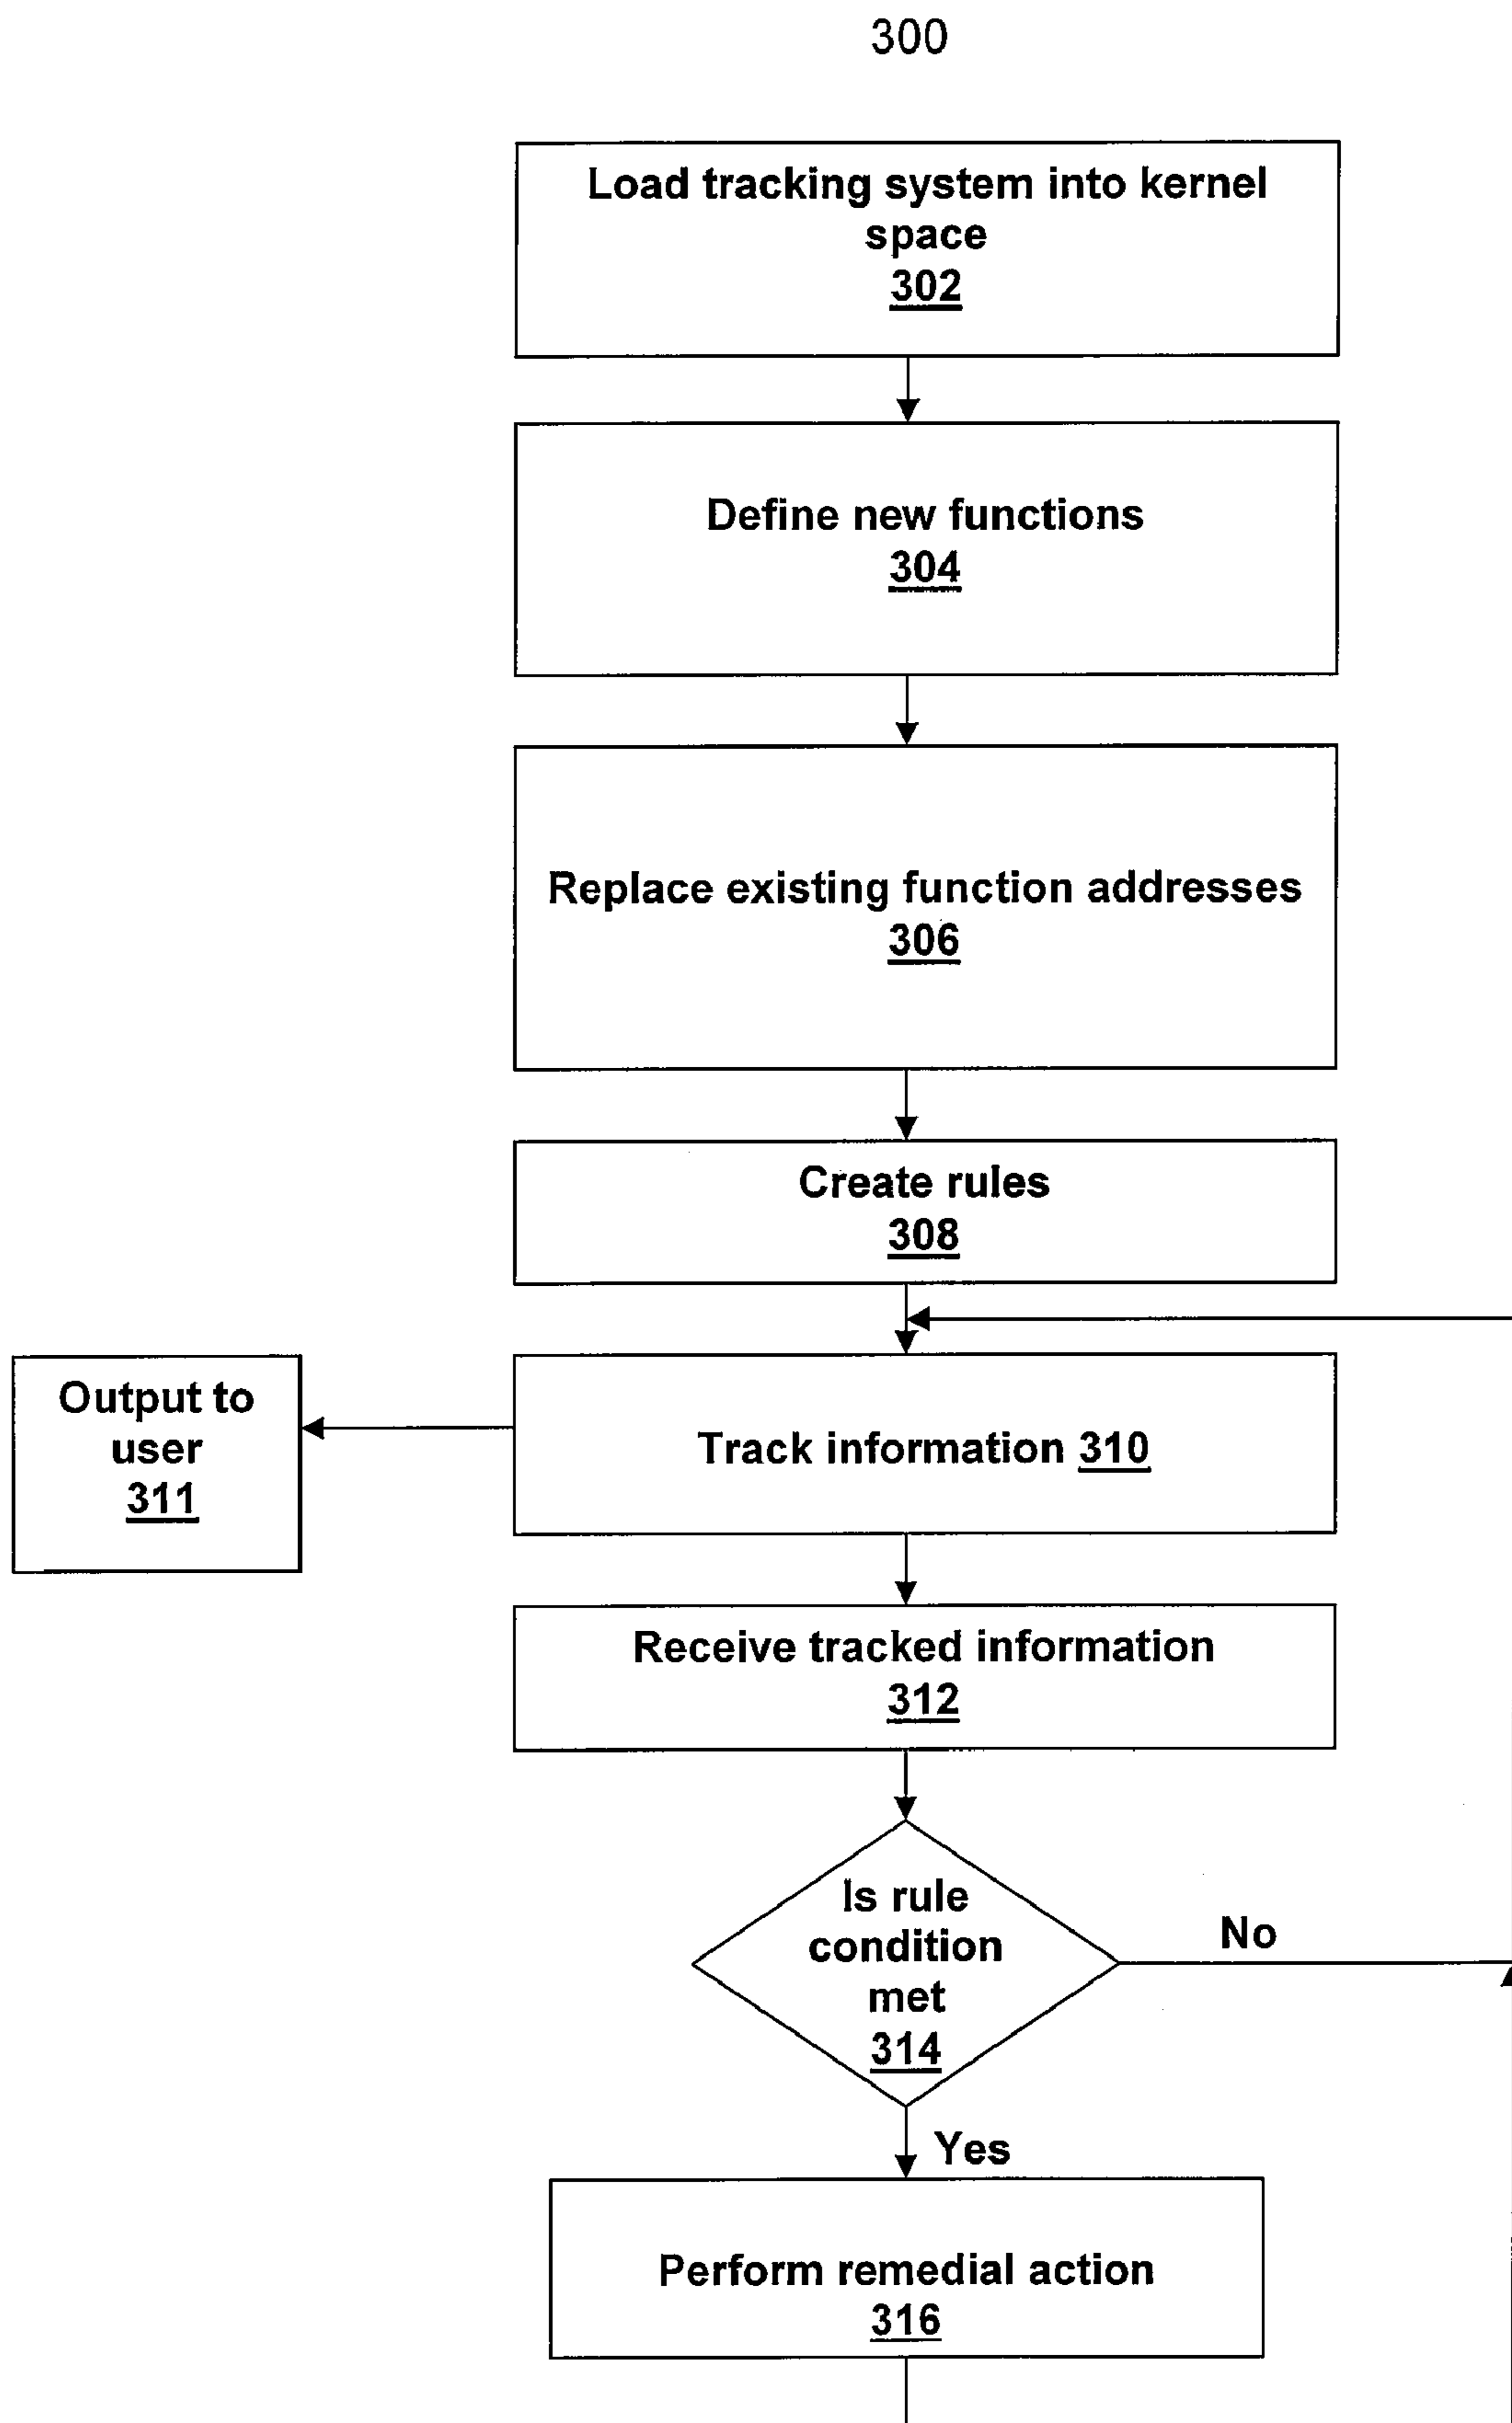 300
Load tracking system into kernel
space
302
Define new functions
304
Replace existing function addresses
306
Create rules
308
Output to
user
311
Track information 310
Receive tracked information
312
Is rule
condition
met
314
No
Yes
Perform remedial action
316